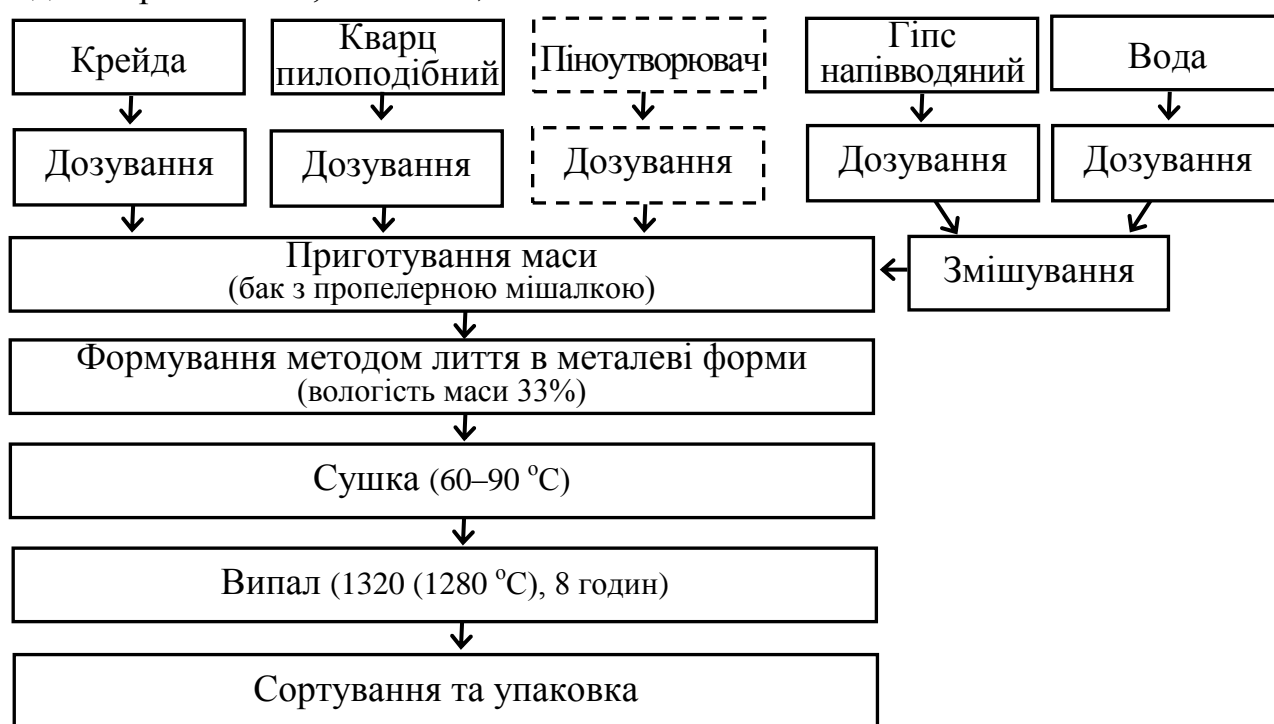 Крейда
Кварц
пилоподібний
Піноутворювач
Гіпс
напівводяний
Вода
Дозування
Дозування
Дозування
Дозування
Дозування
Приготування маси
(бак з пропелерною мішалкою)
Змішування
Формування методом лиття в металеві форми
(вологість маси 33%)
Сушка (60–90 °С)
Випал (1320 (1280 °С), 8 годин)
Сортування та упаковка